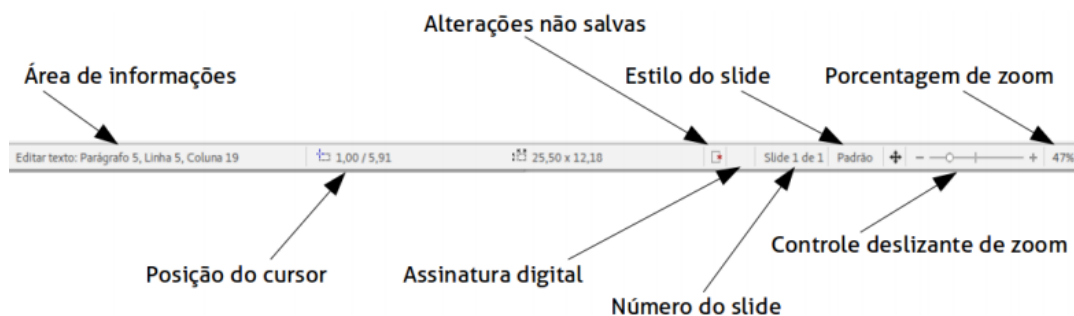 Alterações não salvas
Área de informações
Estilo do slide
Porcentagem de zoom
Editar texto: Parágrafo 5, Linha 5, Coluna 19
1,00 / 5,91
25,50 x 12,18
Slide 1 de 1
Padrão
47%
Posição do cursor
Assinatura digital
Controle deslizante de zoom
Número do slide